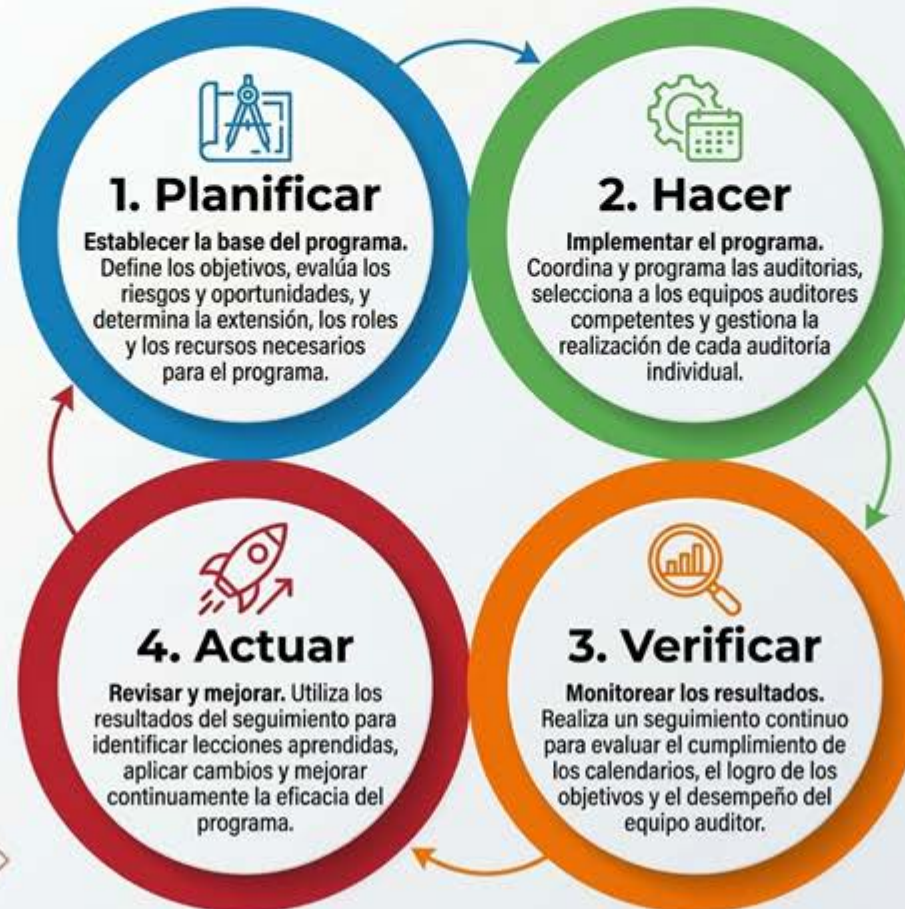 1. Planificar
Establecer la base del programa.
Define los objetivos, evalúa los
riesgos y oportunidades, y
determina la extensión, los roles
y los recursos necesarios
para el programa.
2. Hacer
Implementar el programa.
Coordina y programa las auditorias,
selecciona a los equipos auditores
competentes y gestiona la
realización de cada auditoría
individual.
3. Verificar
Monitorear los resultados.
Realiza un seguimiento continuo
para evaluar el cumplimiento de
los calendarios, el logro de los
objetivos y el desempeño del
equipo auditor.
4. Actuar
Revisar y mejorar. Utiliza los
resultados del seguimiento para
identificar lecciones aprendidas,
aplicar cambios y mejorar
continuamente la eficacia del
programa.